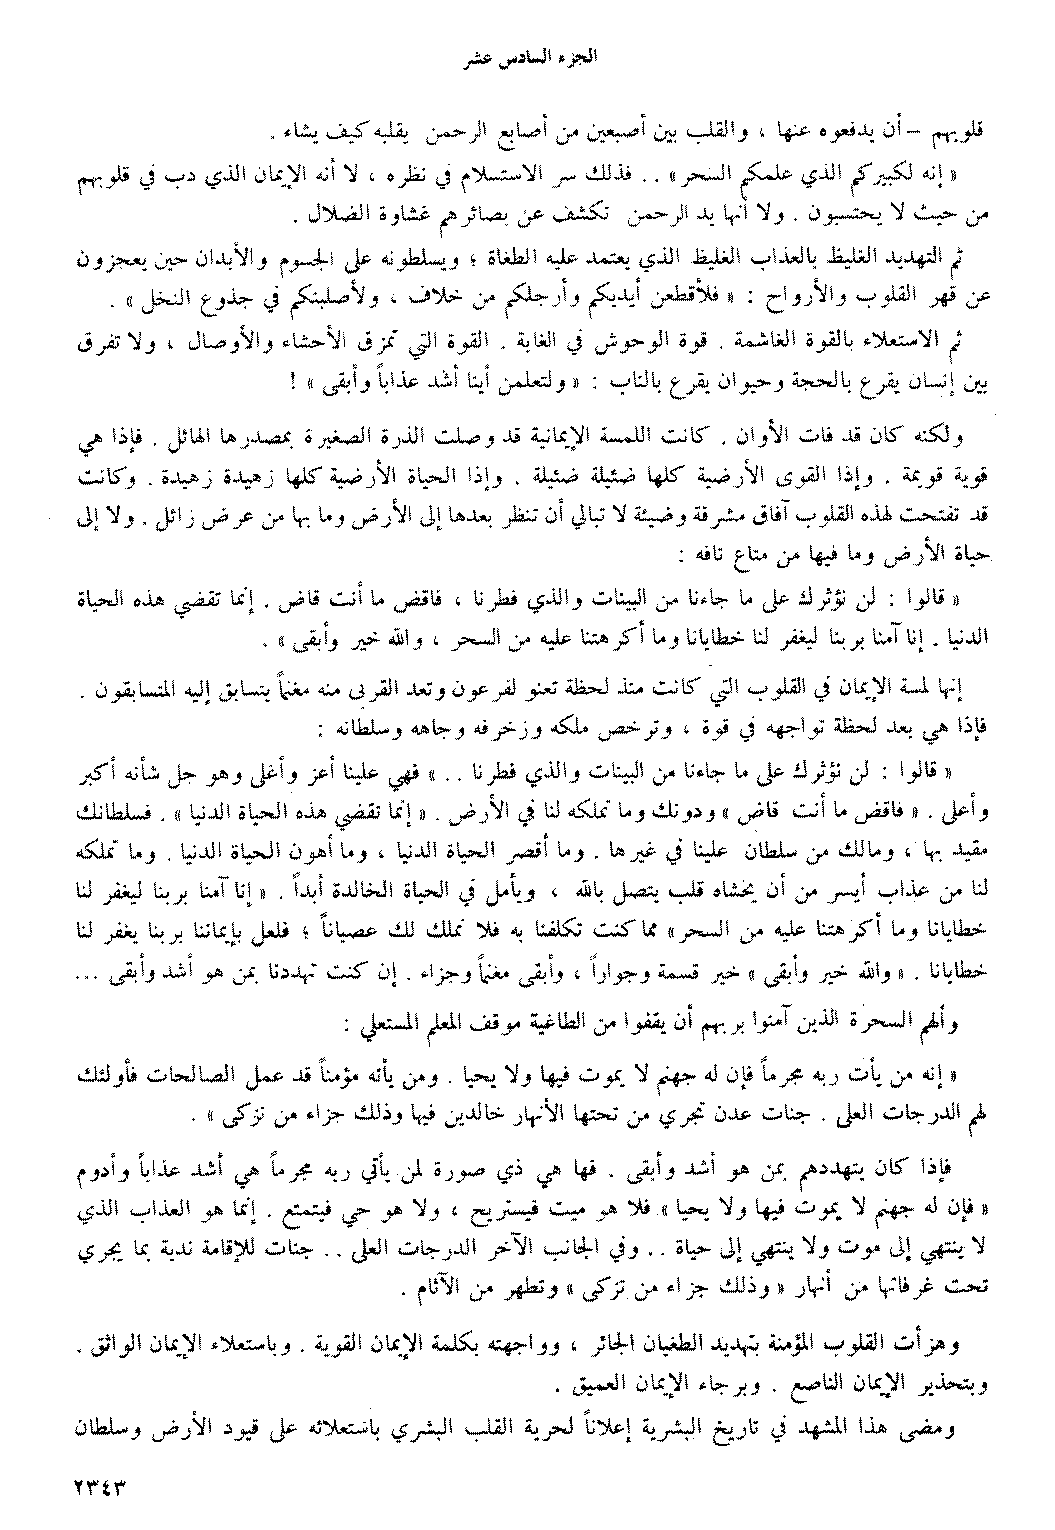 الجزء السادس عشر
قلوبهم – أن يدفعوه عنها ، والقلب بين أصبعين من أصابع الرحمن يقلبه كيف يشاء .
« إنه لكبيركم الذي علمكم السحر» .. فذلك سر الاستسلام في نظره ، لا أنه الإيمان الذي دب في قلوبهم
من حيث لا يحتسبون . ولا أنها يد الرحمن تكشف عن بصائرهم غشاوة الضلال .
ثم التهديد الغليظ بالعذاب الغليظ الذي يعتمد عليه الطغاة ؛ ويسلطونه على الجسوم والأبدان حين يعجزون
عن قهر القلوب والأرواح : « فلأقطعن أيديكم وأرجلكم من خلاف ، ولأصلبنكم في جذوع النخل » .
ثم الاستعلاء بالقوة الغاشمة . قوة الوحوش في الغابة . القوة التي تمزق الأحشاء والأوصال ، ولا تفرق
بين إنسان يقرع بالحجة وحيوان يقرع بالناب : « ولتعلمن أينا أشد عذاباً وأبقى » !
ولكنه كان قد فات الأوان . كانت اللمسة الإيمانية قد وصلت الذرة الصغيرة بمصدرها الهائل . فإذا هي
قوية قويمة . وإذا القوى الأرضية كلها ضئيلة ضئيلة . وإذا الحياة الأرضية كلها زهيدة زهيدة . وكانت
قد تفتحت لهذه القلوب آفاق مشرقة وضيئة لا تبالي أن تنظر بعدها إلى الأرض وما بها من عرض زائل . ولا إلى
حياة الأرض وما فيها من متاع تافه :
« قالوا : لن نؤثرك على ما جاءنا من البينات والذي فطرنا ، فاقض ما أنت قاض . إنما تقضي هذه الحياة
الدنيا . إنا آمنا بربنا ليغفر لنا خطايانا وما أكرهتنا عليه من السحر ، والله خير وأبقى » .
إنها لمسة الإيمان في القلوب التي كانت منذ لحظة تعنو لفرعون وتعد القربى منه مغنماً يتسابق إليه المتسابقون .
فإذا هي بعد لحظة تواجهه في قوة ، وترخص ملكه وزخرفه وجاهه وسلطانه :
« قالوا : لن نؤثرك على ما جاءنا من البينات والذي فطرنا .. » فهي علينا أعز وأغلى وهو جل شأنه أكبر
وأعلى . « فاقض ما أنت قاض » ودونك وما تملكه لنا في الأرض . « إنما تقضي هذه الحياة الدنيا » . فسلطانك
مقيد بها ، ومالك من سلطان علينا في غيرها . وما أقصر الحياة الدنيا ، وما أهون الحياة الدنيا . وما تملكه
لنا من عذاب أيسر من أن يخشاه قلب يتصل بالله ، ويأمل في الحياة الخالدة أبداً . « إنا آمنا بربنا ليغفر لنا
خطايانا وما أكرهتنا عليه من السحر» مما كنت تكلفنا به فلا نملك لك عصياناً ؛ فلعل بإيماننا بربنا يغفر لنا
خطايانا . « والله خير وأبقى » خير قسمة وجواراً ، وأبقى مغنماً وجزاء . إن كنت تهددنا بمن هو أشد وأبقى ...
وألهم السحرة الذين آمنوا بربهم أن يقفوا من الطاغية موقف المعلم المستعلي :
« إنه من يأت ربه مجرماً فإن له جهنم لا يموت فيها ولا يحيا . ومن يأته مؤمناً قد عمل الصالحات فأولئك
لهم الدرجات العلى . جنات عدن تجري من تحتها الأنهار خالدين فيها وذلك جزاء من تزكى » .
فإذا كان يتهددهم بمن هو أشد وأبقى . فها هي ذي صورة لمن يأتي ربه مجرماً هي أشد عذاباً وأدوم
« فإن له جهنم لا يموت فيها ولا يحيا » فلا هو ميت فيستريح ، ولا هو حي فيتمتع . إنما هو العذاب الذي
لا ينتهي إلى موت ولا ينتهي إلى حياة .. وفي الجانب الآخر الدرجات العلى .. جنات للإقامة ندية بما يجري
تحت غرفاتها من أنهار « وذلك جزاء من تزكى » وتطهر من الآثام .
وهزأت القلوب المؤمنة بتهديد الطغيان الجائر ، وواجهته بكلمة الإيمان القوية . وباستعلاء الإيمان الواثق .
وبتحذير الإيمان الناصع . وبرجاء الإيمان العميق .
ومضى هذا المشهد في تاريخ البشرية إعلاناً لحرية القلب البشري باستعلائه على قيود الأرض وسلطان
٢٣٤٣